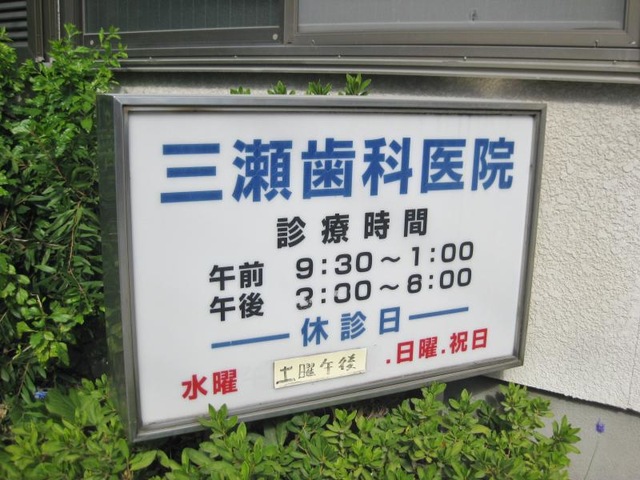 三瀬歯科医院
診療時間
午前 9:30～1:00
午後 3:00～6:00
休診日
水曜 土曜午後 .日曜.祝日